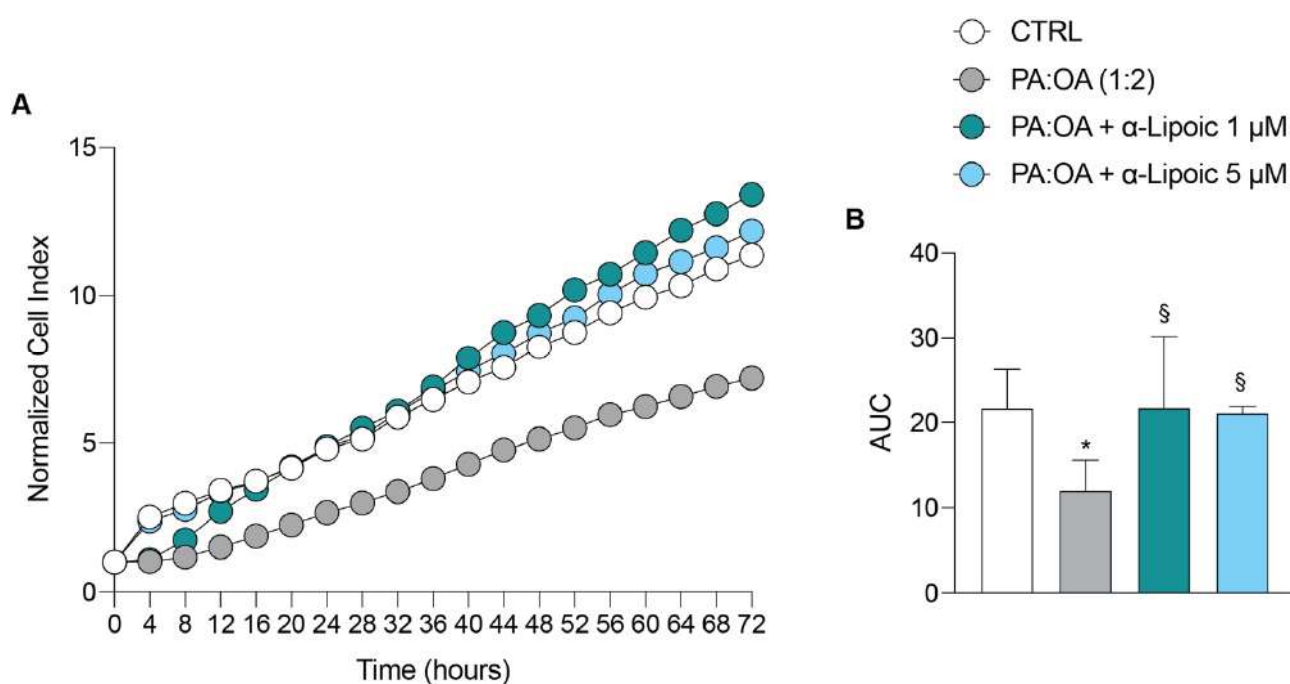 CTRL
PA:OA (1:2)
PA:OA + α-Lipoic 1 µM
PA:OA + α-Lipoic 5 µM
A
15
10
5
0
Normalized Cell Index
0 4 8 12 16 20 24 28 32 36 40 44 48 52 56 60 64 68 72
Time (hours)
B
40
30
20
10
0
AUC
*
§
§